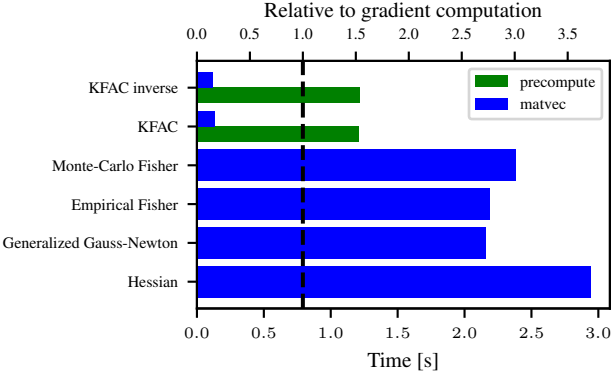 Relative to gradient computation
0.0 0.5 1.0 1.5 2.0 2.5 3.0 3.5
precompute
matvec
KFAC inverse
KFAC
Monte-Carlo Fisher
Empirical Fisher
Generalized Gauss-Newton
Hessian
0.0 0.5 1.0 1.5 2.0 2.5 3.0
Time [s]